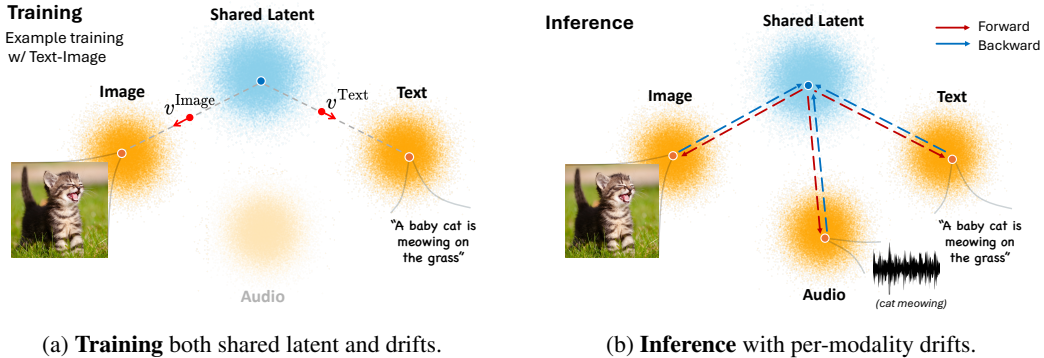 Training
Example training
w/ Text-Image
Shared Latent
Image
Text
v^Image
v^Text
"A baby cat is
meowing on
the grass"
Audio
(a) Training both shared latent and drifts.
Inference
Shared Latent
Forward
Backward
Image
Text
"A baby cat is
meowing on
the grass"
Audio
(cat meowing)
(b) Inference with per-modality drifts.